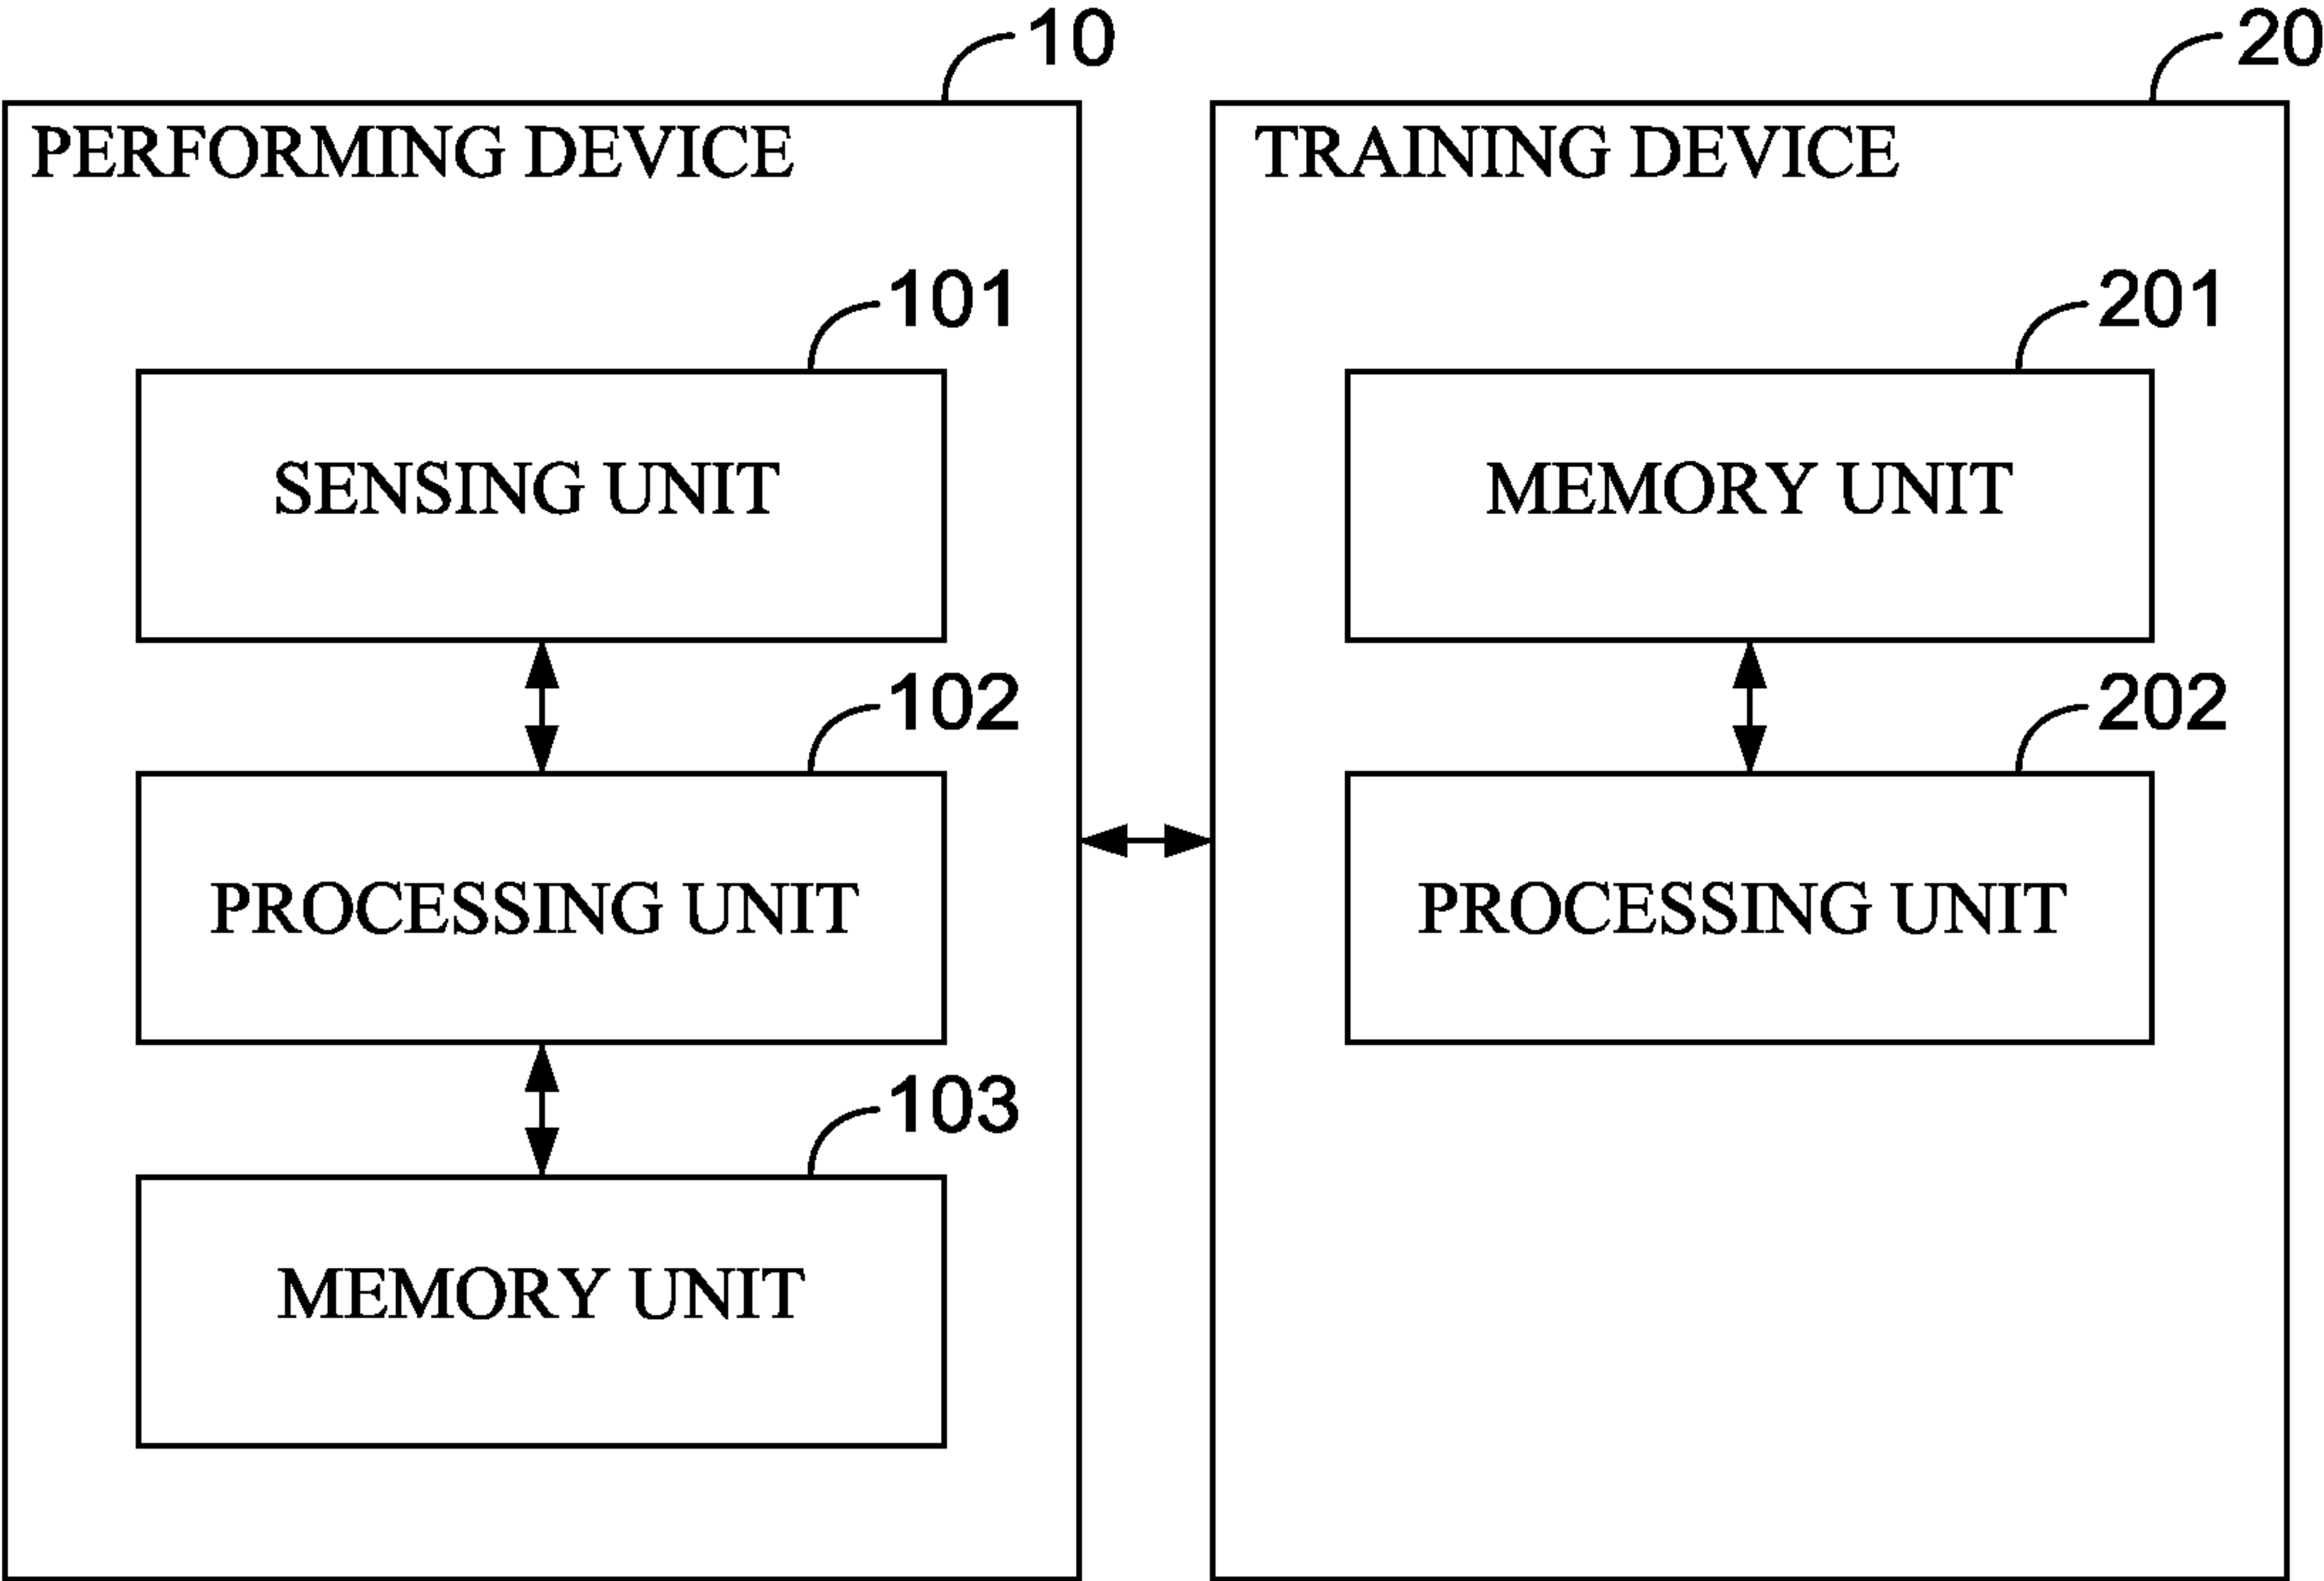 10
PERFORMING DEVICE
101
SENSING UNIT
102
PROCESSING UNIT
103
MEMORY UNIT
20
TRAINING DEVICE
201
MEMORY UNIT
202
PROCESSING UNIT